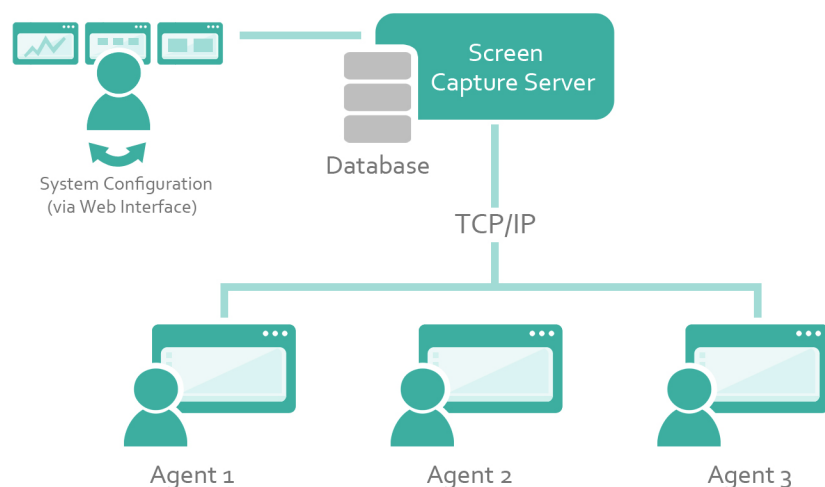 Screen
Capture Server
Database
System Configuration
(via Web Interface)
TCP/IP
Agent 1
Agent 2
Agent 3